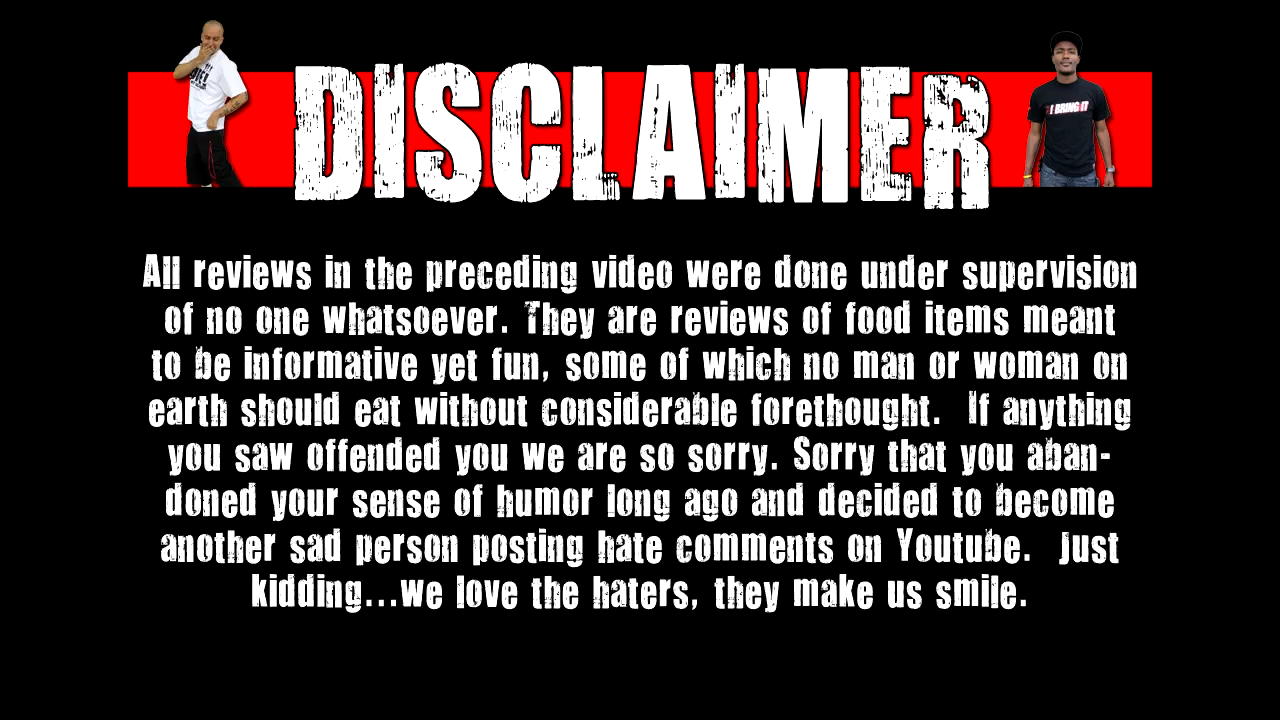 DISCLAIMER
I BRING IT
All reviews in the preceding video were done under supervision
of no one whatsoever. They are reviews of food items meant
to be informative yet fun, some of which no man or woman on
earth should eat without considerable forethought. If anything
you saw offended you we are so sorry. Sorry that you aban-
doned your sense of humor long ago and decided to become
another sad person posting hate comments on Youtube. Just
kidding...we love the haters, they make us smile.